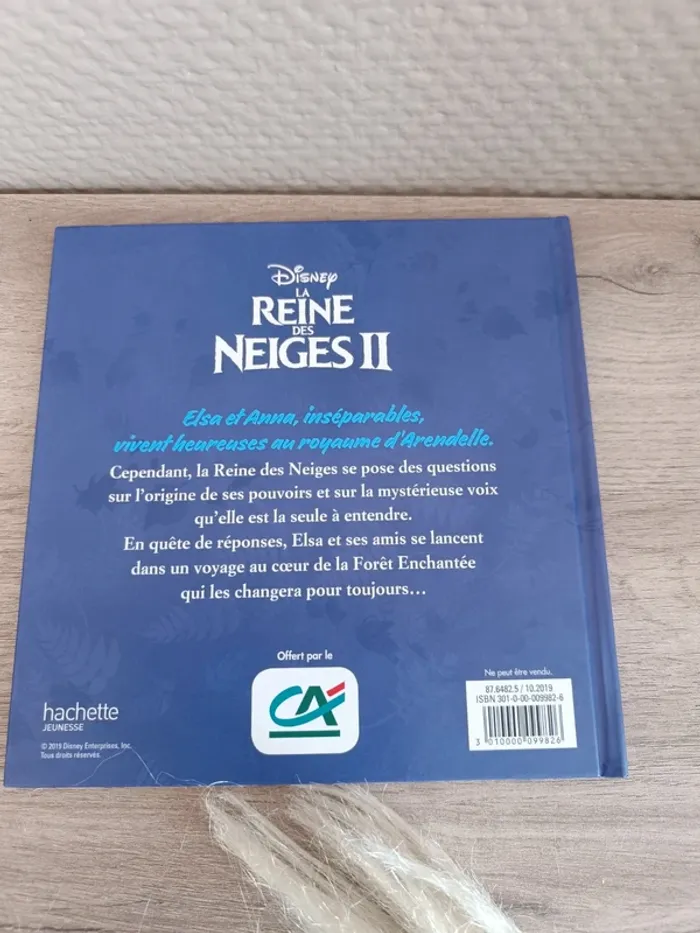 Disney
LA
REINE
DES
NEIGES II
Elsa et Anna, inséparables,
vivent heureuses au royaume d'Arendelle.
Cependant, la Reine des Neiges se pose des questions
sur l'origine de ses pouvoirs et sur la mystérieuse voix
qu'elle est la seule à entendre.
En quête de réponses, Elsa et ses amis se lancent
dans un voyage au cœur de la Forêt Enchantée
qui les changera pour toujours…
Offert par le
CA
hachette
JEUNESSE
© 2019 Disney Enterprises, Inc.
Tous droits réservés.
Ne peut être vendu.
87.6482.5 / 10.2019
ISBN 301-0-00-009982-6
3 010000 099826